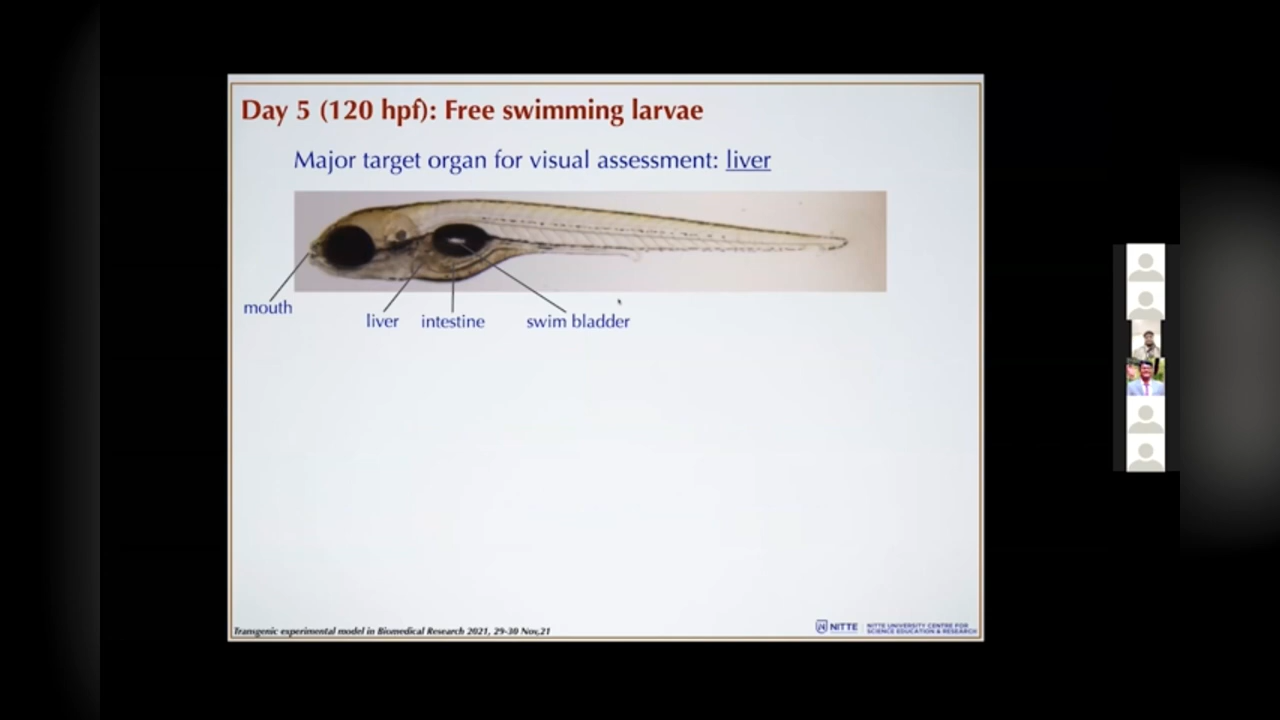 Day 5 (120 hpf): Free swimming larvae
Major target organ for visual assessment: liver
mouth
liver
intestine
swim bladder
Transgenic experimental model in Biomedical Research 2021, 29-30 Nov,21
NITTE
NITTE UNIVERSITY CENTRE FOR
SCIENCE EDUCATION & RESEARCH